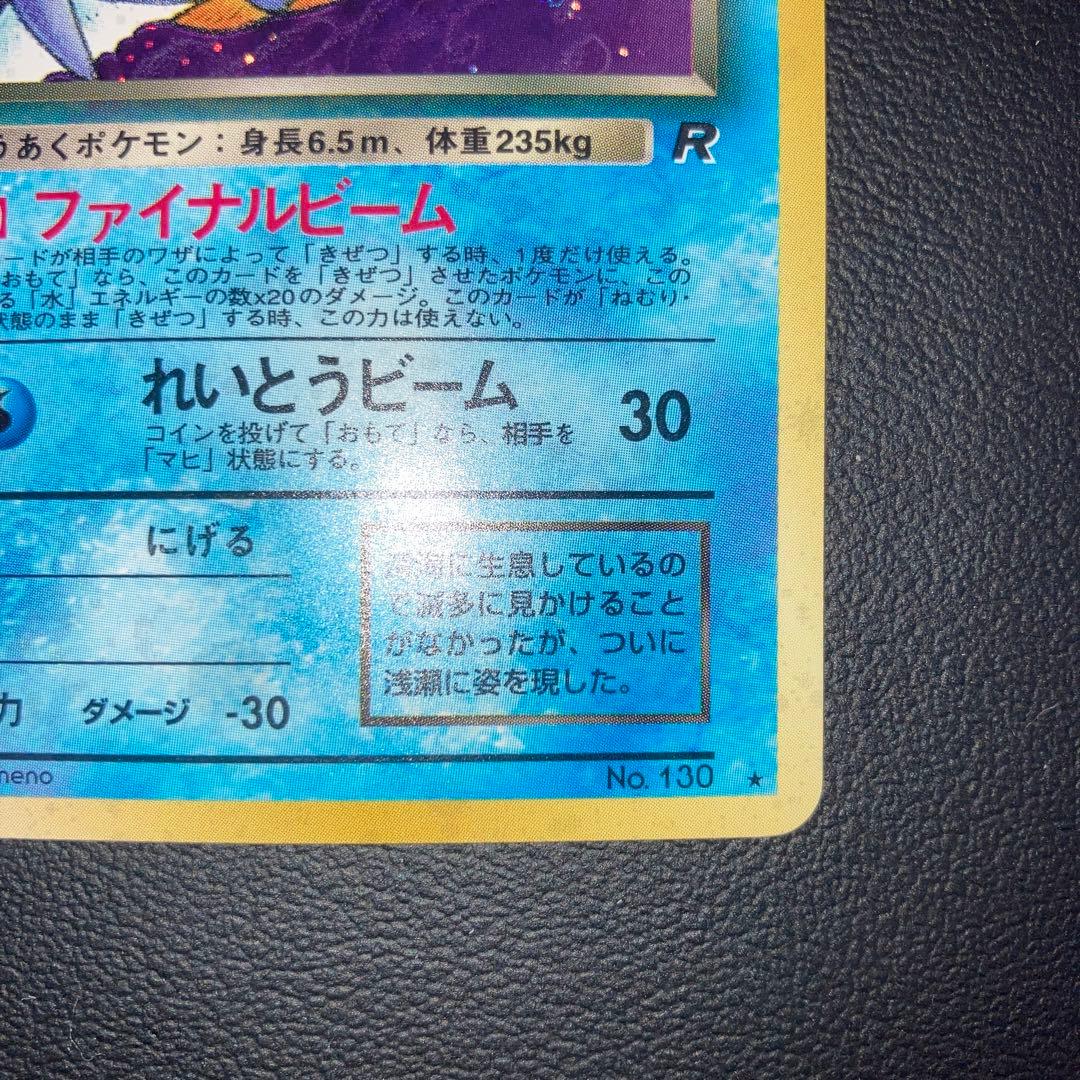 うあくポケモン：身長6.5m、体重235kg
R
ファイナルビーム
ードが相手のワザによって「きぜつ」する時、1度だけ使える。
おもて」なら、このカードを「きぜつ」させたポケモンに、この
る「水」エネルギーの数x20のダメージ。このカードが「ねむり・
状態のまま「きぜつ」する時、この力は使えない。
れいとうビーム 30
コインを投げて「おもて」なら、相手を
「マヒ」状態にする。
にげる
深海に生息しているの
で滅多に見かけること
がなかったが、ついに
浅瀬に姿を現した。
力 ダメージ -30
meno
No. 130 ★